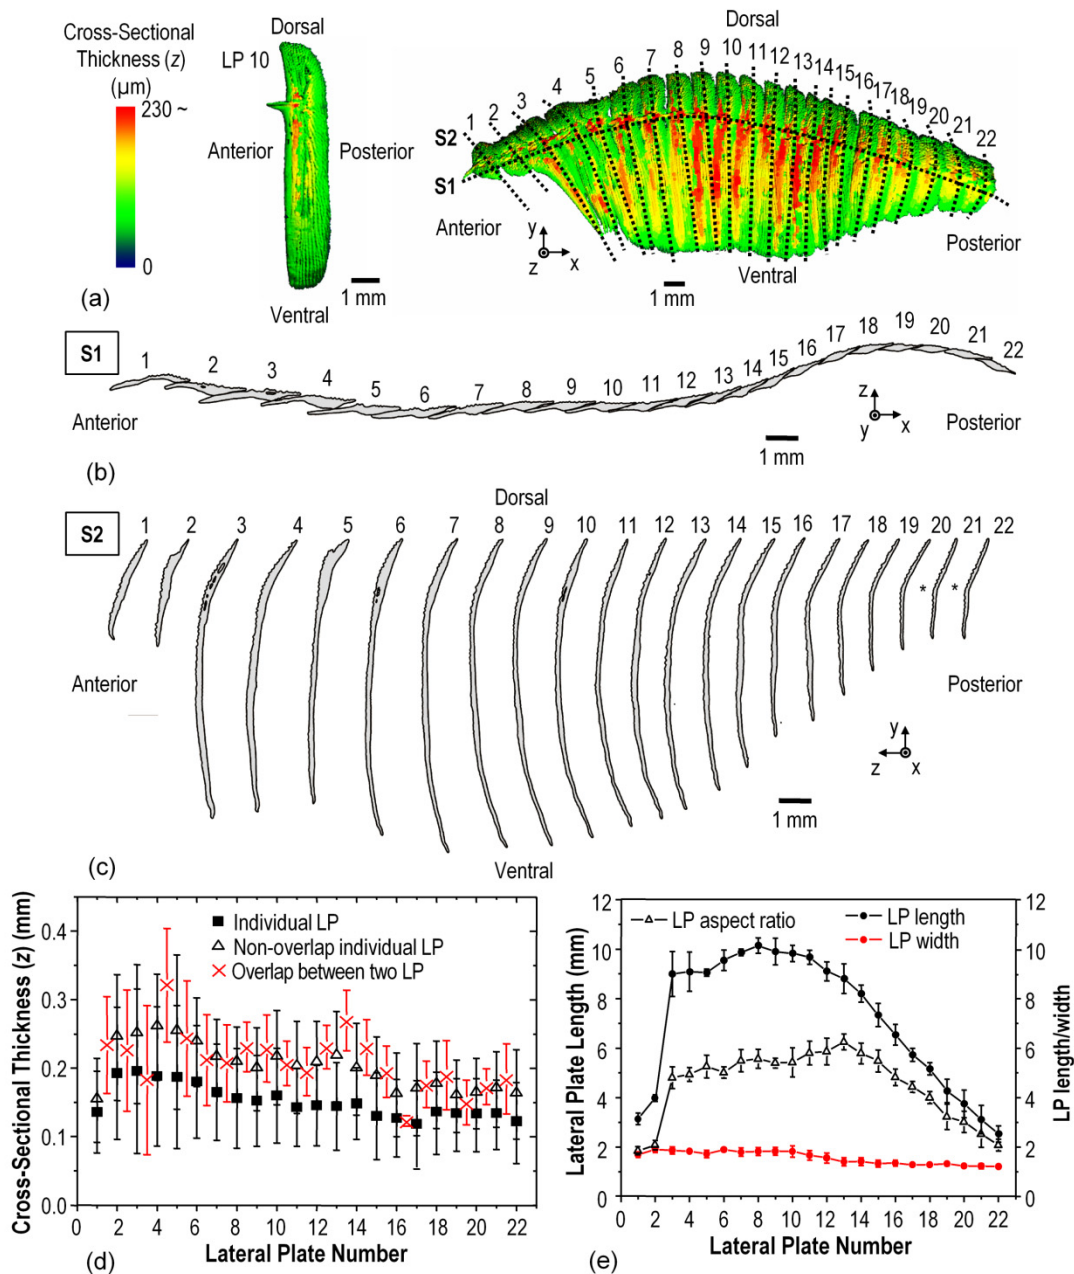 Cross-Sectional
Thickness (z)
(µm)
230 ~
0
Dorsal
LP 10
Anterior
Posterior
Ventral
1 mm
(a)
Dorsal
1 2 3 4 5 6 7 8 9 10 11 12 13 14 15 16 17 18 19 20 21 22
S2
S1
Anterior
y
z x
Posterior
Ventral
1 mm
S1
1 2 3 4 5 6 7 8 9 10 11 12 13 14 15 16 17 18 19 20 21 22
Anterior
z
y x
Posterior
1 mm
(b)
Dorsal
S2
1 2 3 4 5 6 7 8 9 10 11 12 13 14 15 16 17 18 19 20 21 22
* *
Anterior
Posterior
y
z x
1 mm
(c)
Ventral
Cross-Sectional Thickness (z) (mm)
0.4
0.3
0.2
0.1
0.0
Individual LP
Non-overlap individual LP
Overlap between two LP
0 2 4 6 8 10 12 14 16 18 20 22
Lateral Plate Number
(d)
Lateral Plate Length (mm)
12
10
8
6
4
2
0
LP aspect ratio
LP length
LP width
12
10
8
6
4
2
0
LP length/width
0 2 4 6 8 10 12 14 16 18 20 22
Lateral Plate Number
(e)